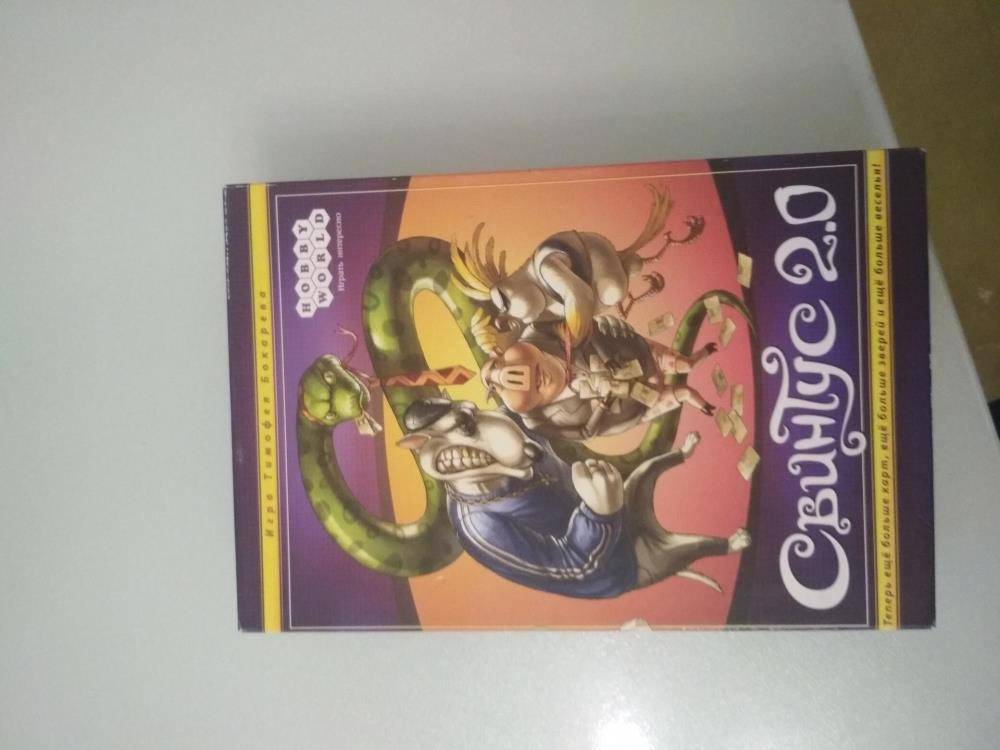 Игра Тимофея Бокарева
HOBBY
WORLD
Играть интересно
Свинтус 2.0
Теперь ещё больше карт, ещё больше зверей и ещё больше веселья!